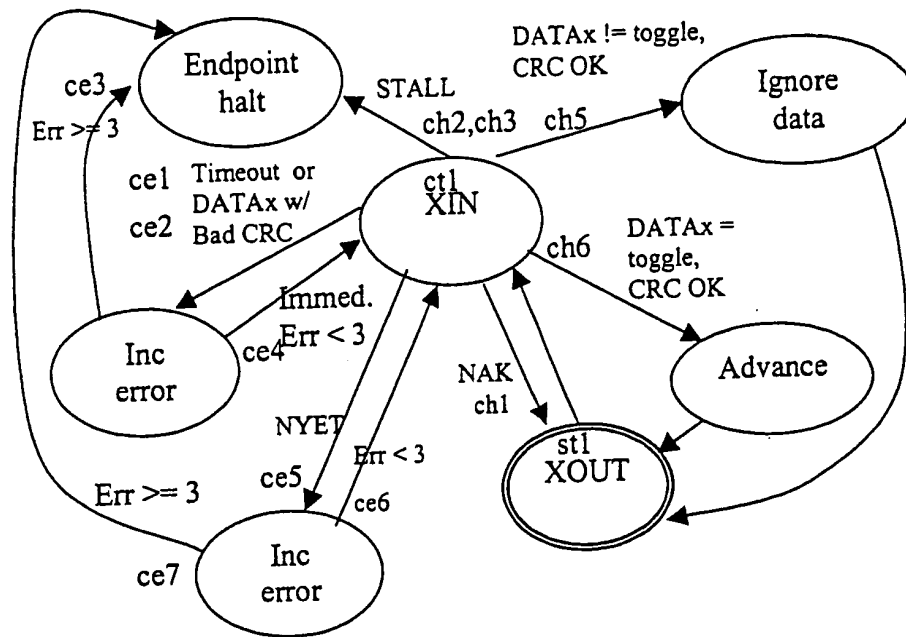 DATAx != toggle,
CRC OK
Endpoint
halt
ce3
STALL
Ignore
data
Err >= 3
ch2,ch3
ch5
ce1
Timeout or
ce2
DATAx w/
Bad CRC
ct1
XIN
ch6
DATAx =
toggle,
CRC OK
Immed.
Err < 3
ce4
Inc
error
Advance
NAK
ch1
NYET
Err < 3
st1
XOUT
ce5
ce6
Err >= 3
ce7
Inc
error